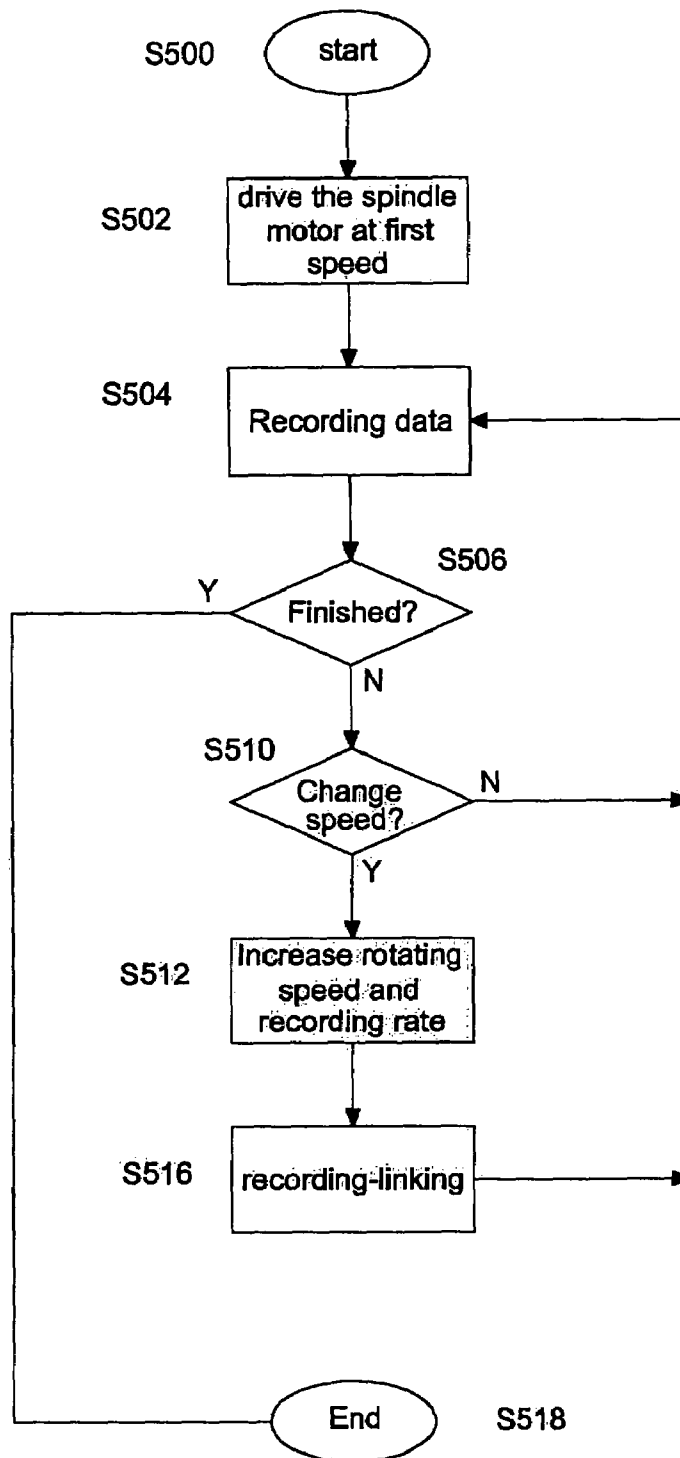 S500
start
S502
drive the spindle
motor at first
speed
S504
Recording data
S506
Y
Finished?
N
S510
Change
speed?
N
Y
S512
Increase rotating
speed and
recording rate
S516
recording-linking
End
S518